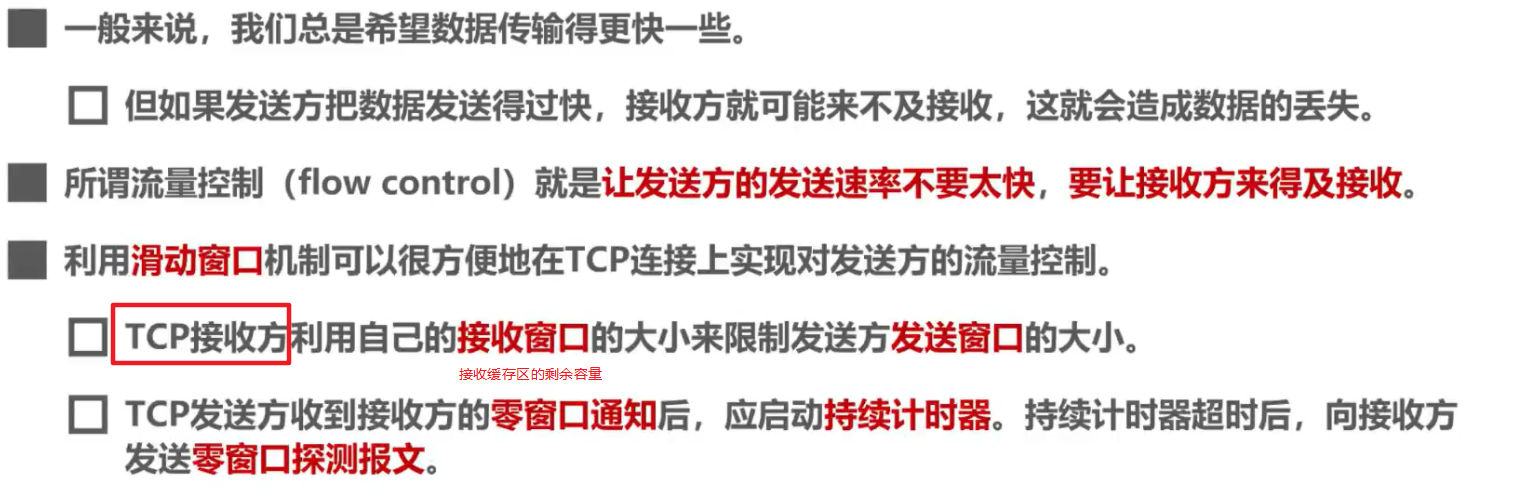 一般来说，我们总是希望数据传输得更快一些。
但如果发送方把数据发送得过快，接收方就可能来不及接收，这就会造成数据的丢失。
所谓流量控制（flow control）就是让发送方的发送速率不要太快，要让接收方来得及接收。
利用滑动窗口机制可以很方便地在TCP连接上实现对发送方的流量控制。
TCP接收方利用自己的接收窗口的大小来限制发送方发送窗口的大小。
接收缓存区的剩余容量
TCP发送方收到接收方的零窗口通知后，应启动持续计时器。持续计时器超时后，向接收方
发送零窗口探测报文。